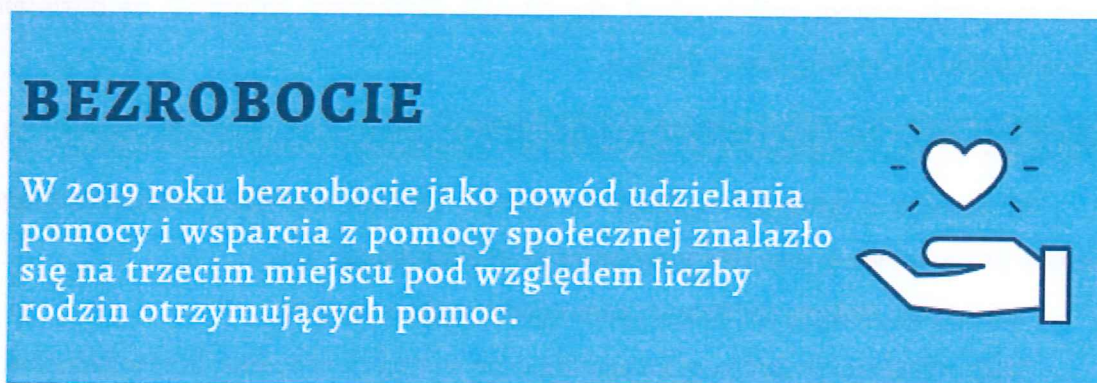 BEZROBOCIE
W 2019 roku bezrobocie jako powód udzielania
pomocy i wsparcia z pomocy społecznej znalazło
się na trzecim miejscu pod względem liczby
rodzin otrzymujących pomoc.